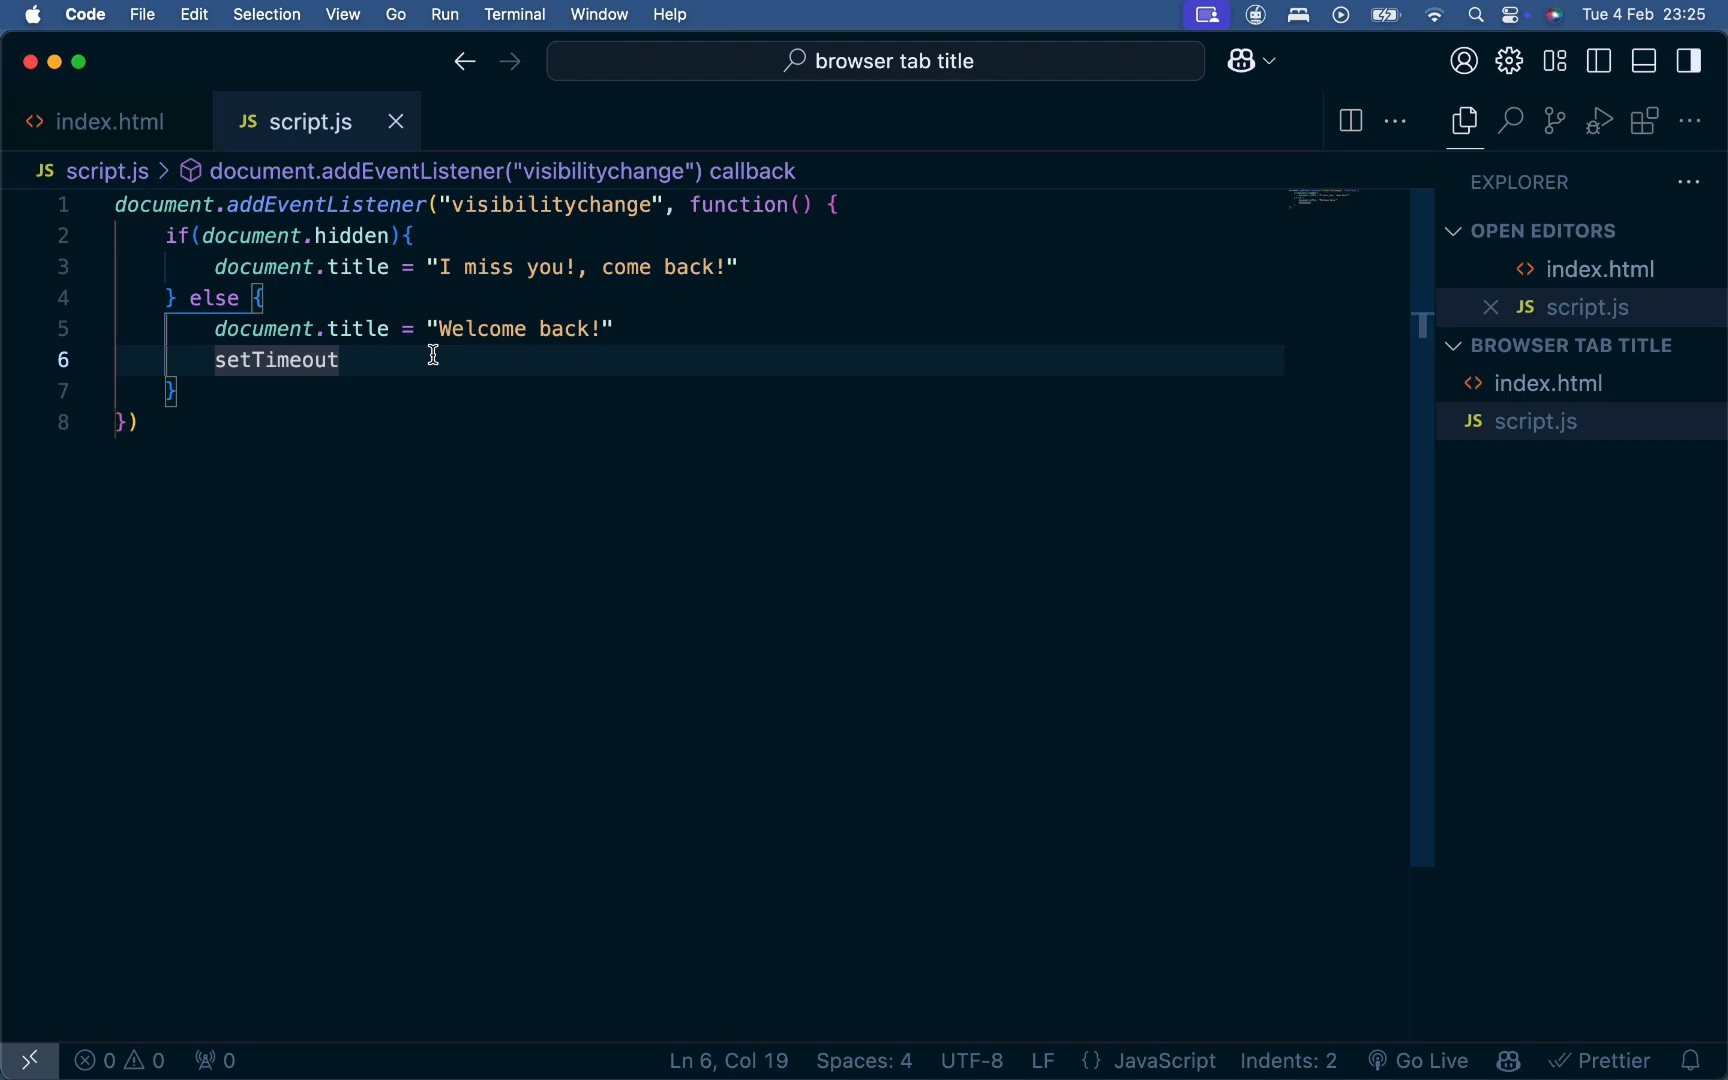 Code File Edit Selection View Go Run Terminal Window Help Tue 4 Feb 23:25
browser tab title
index.html JS script.js
JS script.js > document.addEventListener("visibilitychange") callback
1 document.addEventListener("visibilitychange", function() {
2 if(document.hidden){
3 document.title = "I miss you!, come back!"
4 } else {
5 document.title = "Welcome back!"
6 setTimeout
7 }
8 })
EXPLORER
OPEN EDITORS
index.html
JS script.js
BROWSER TAB TITLE
index.html
JS script.js
0 0 0 Ln 6, Col 19 Spaces: 4 UTF-8 LF {} JavaScript Indents: 2 Go Live Prettier